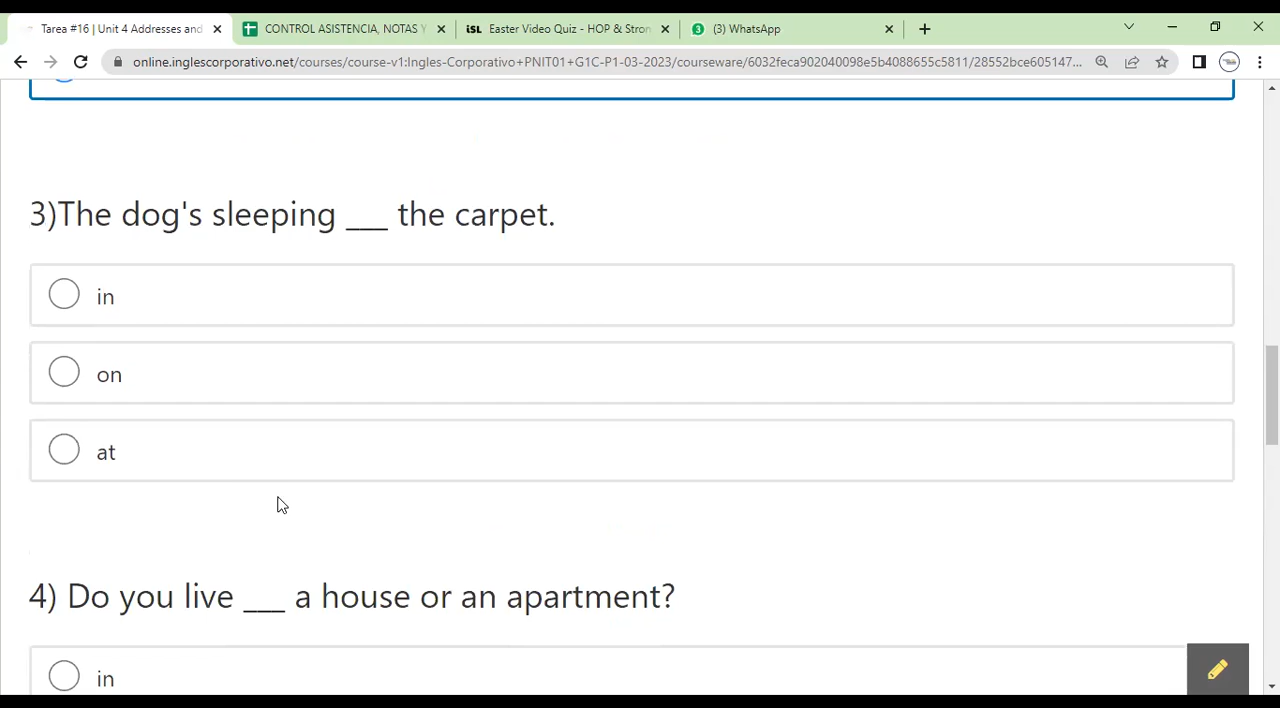 Tarea #16 | Unit 4 Addresses and
CONTROL ASISTENCIA, NOTAS Y
iSL Easter Video Quiz - HOP & Stron
3 (3) WhatsApp
online.inglescorporativo.net/courses/course-v1:Ingles-Corporativo+PNIT01+G1C-P1-03-2023/courseware/6032feca902040098e5b4088655c5811/28552bce605147...
3)The dog's sleeping ___ the carpet.
in
on
at
4) Do you live ___ a house or an apartment?
in